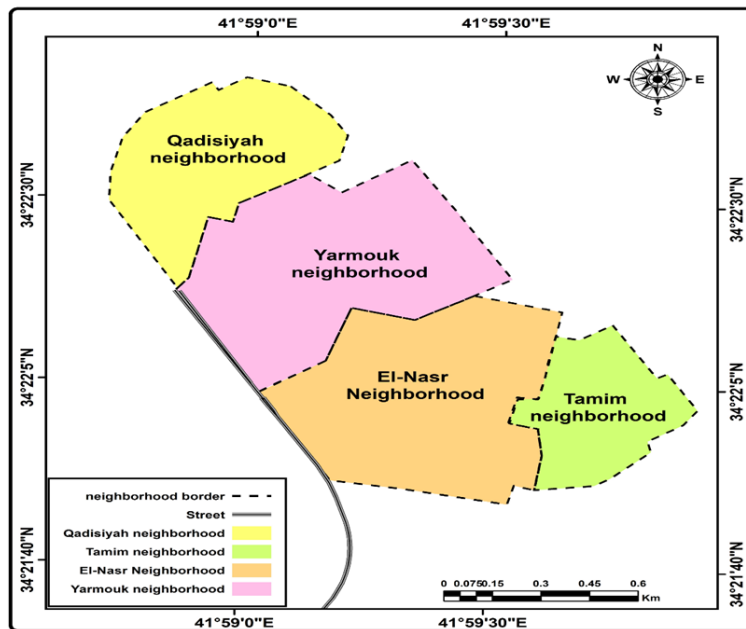 41°59'0"E
41°59'30"E
N
W E
S
Qadisiyah
neighborhood
34°22'30"N
34°22'30"N
Yarmouk
neighborhood
34°22'5"N
34°22'5"N
El-Nasr
Neighborhood
Tamim
neighborhood
neighborhood border
Street
Qadisiyah neighborhood
Tamim neighborhood
El-Nasr Neighborhood
Yarmouk neighborhood
34°21'40"N
34°21'40"N
0 0.0750.15 0.3 0.45 0.6
Km
41°59'0"E
41°59'30"E